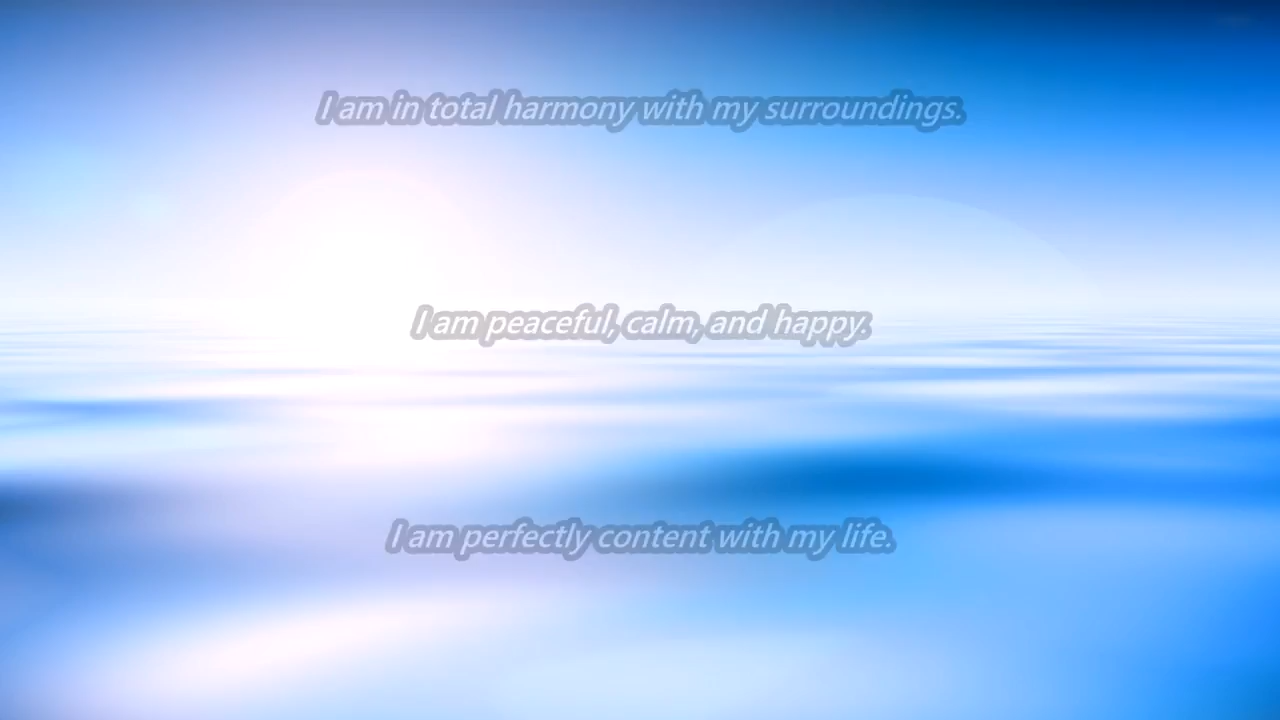 I am in total harmony with my surroundings.
I am peaceful, calm, and happy.
I am perfectly content with my life.